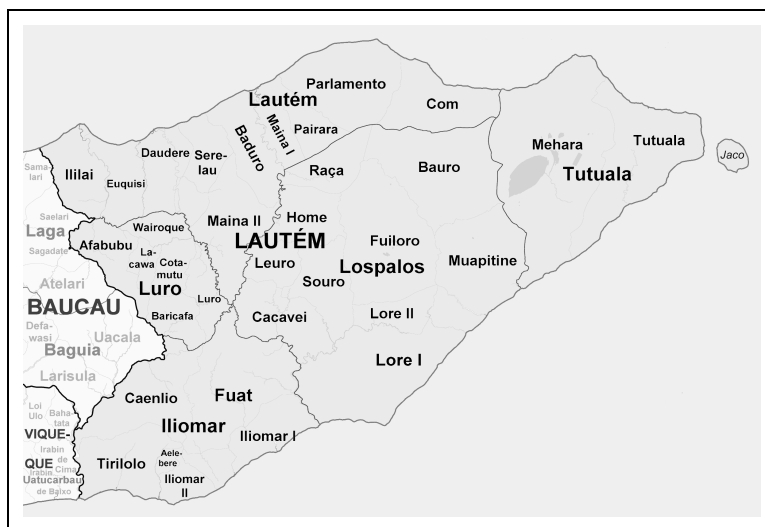 Parlamento
Lautém
Com
Maina I
Pairara
Baduro
Daudere
Sere-
lau
Ililai
Euquisi
Maina II
Mehara
Tutuala
Tutuala
Jaco
Raça
Bauro
Home
LAUTÉM
Fuiloro
Leuro
Lospalos
Muapitine
Souro
Cacavei
Lore II
Lore I
Wairoque
Afabubu
La-
cawa
Cota-
mutu
Luro
Luro
Baricafa
Sama-
lari
Saelari
Laga
Sagadate
Atelari
BAUCAU
Defa-
wasi
Uacala
Baguia
Larisula
Caenlio
Fuat
Iliomar
Iliomar I
Tirilolo
Aele-
bere
Iliomar
II
Loi
Ulo
Baha-
tata
VIQUE-
QUE
Irabin
de
Cima
Irabin
Uatucarbau
de Baixo